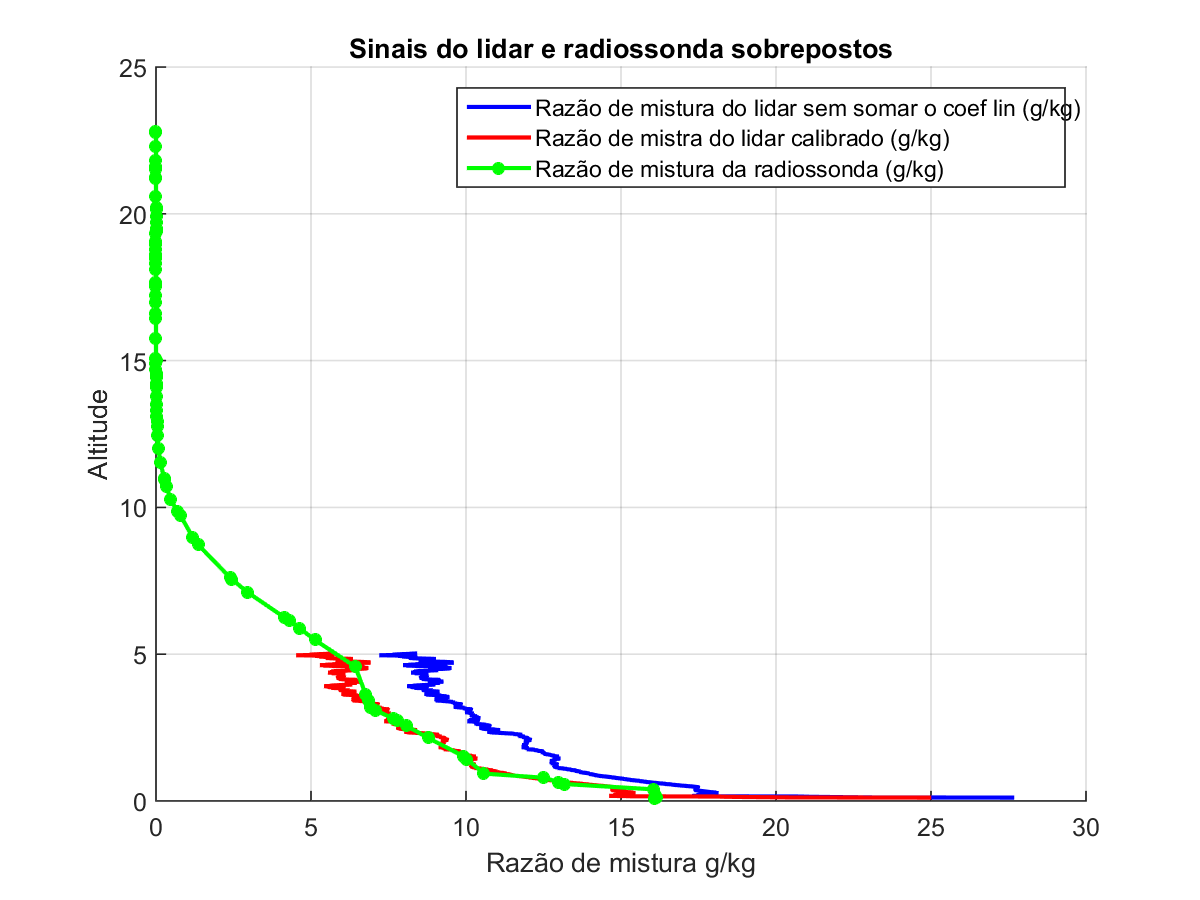 Sinais do lidar e radiossonda sobrepostos
25
Razão de mistura do lidar sem somar o coef lin (g/kg)
Razão de mistra do lidar calibrado (g/kg)
Razão de mistura da radiossonda (g/kg)
20
15
Altitude
10
5
0
0 5 10 15 20 25 30
Razão de mistura g/kg